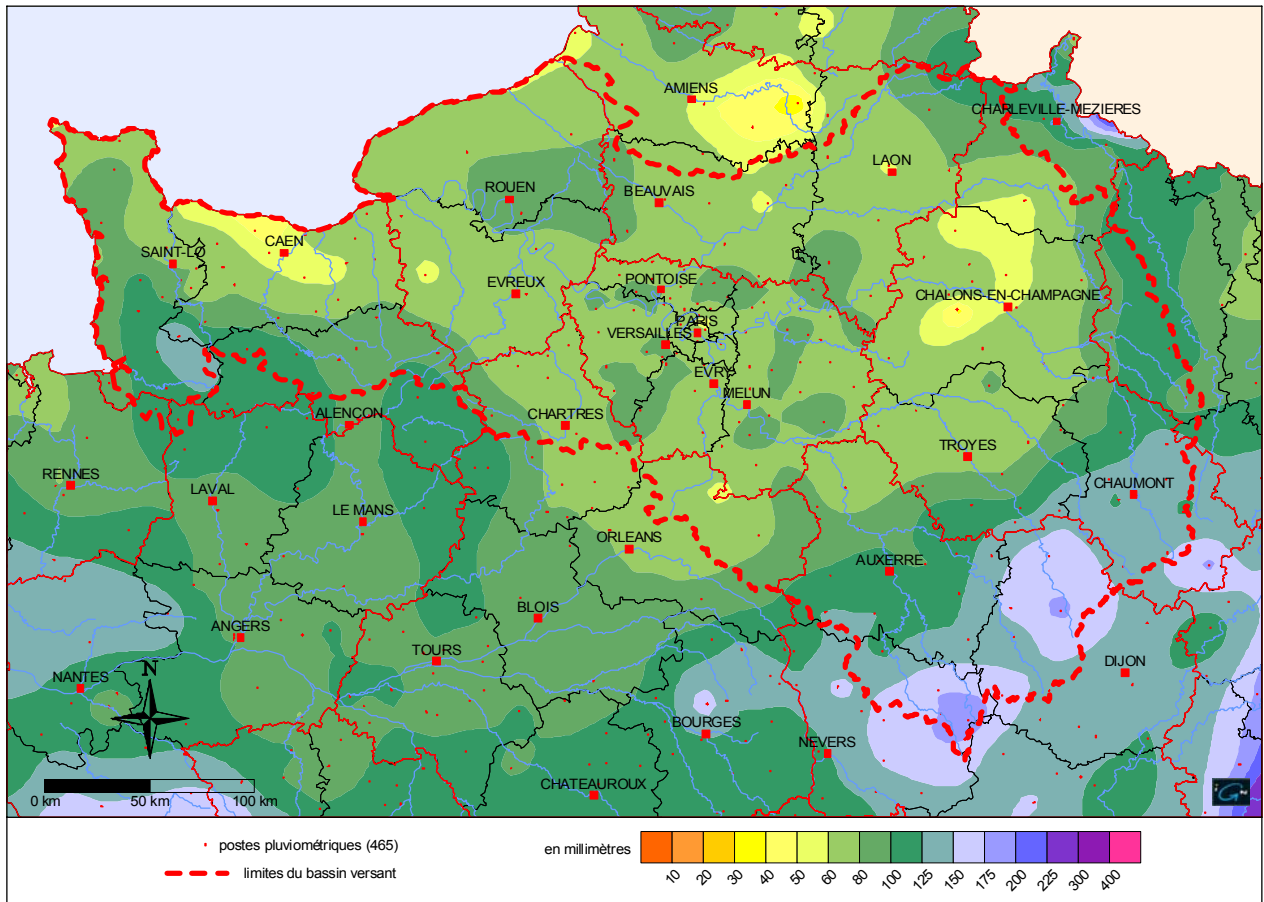 AMIENS
CHARLEVILLE-MEZIERES
LAON
ROUEN
BEAUVAIS
SAINT-LO
CAEN
EVREUX
PONTOISE
CHALONS-EN-CHAMPAGNE
PARIS
VERSAILLES
EVRY
MELUN
ALENÇON
CHARTRES
TROYES
RENNES
LAVAL
CHAUMONT
LE MANS
ORLEANS
AUXERRE
BLOIS
ANGERS
TOURS
DIJON
NANTES
N
BOURGES
NEVERS
CHATEAUROUX
0 km 50 km 100 km
postes pluviométriques (465)
limites du bassin versant
en millimètres
10 20 30 40 50 60 80 100 125 150 175 200 225 300 400